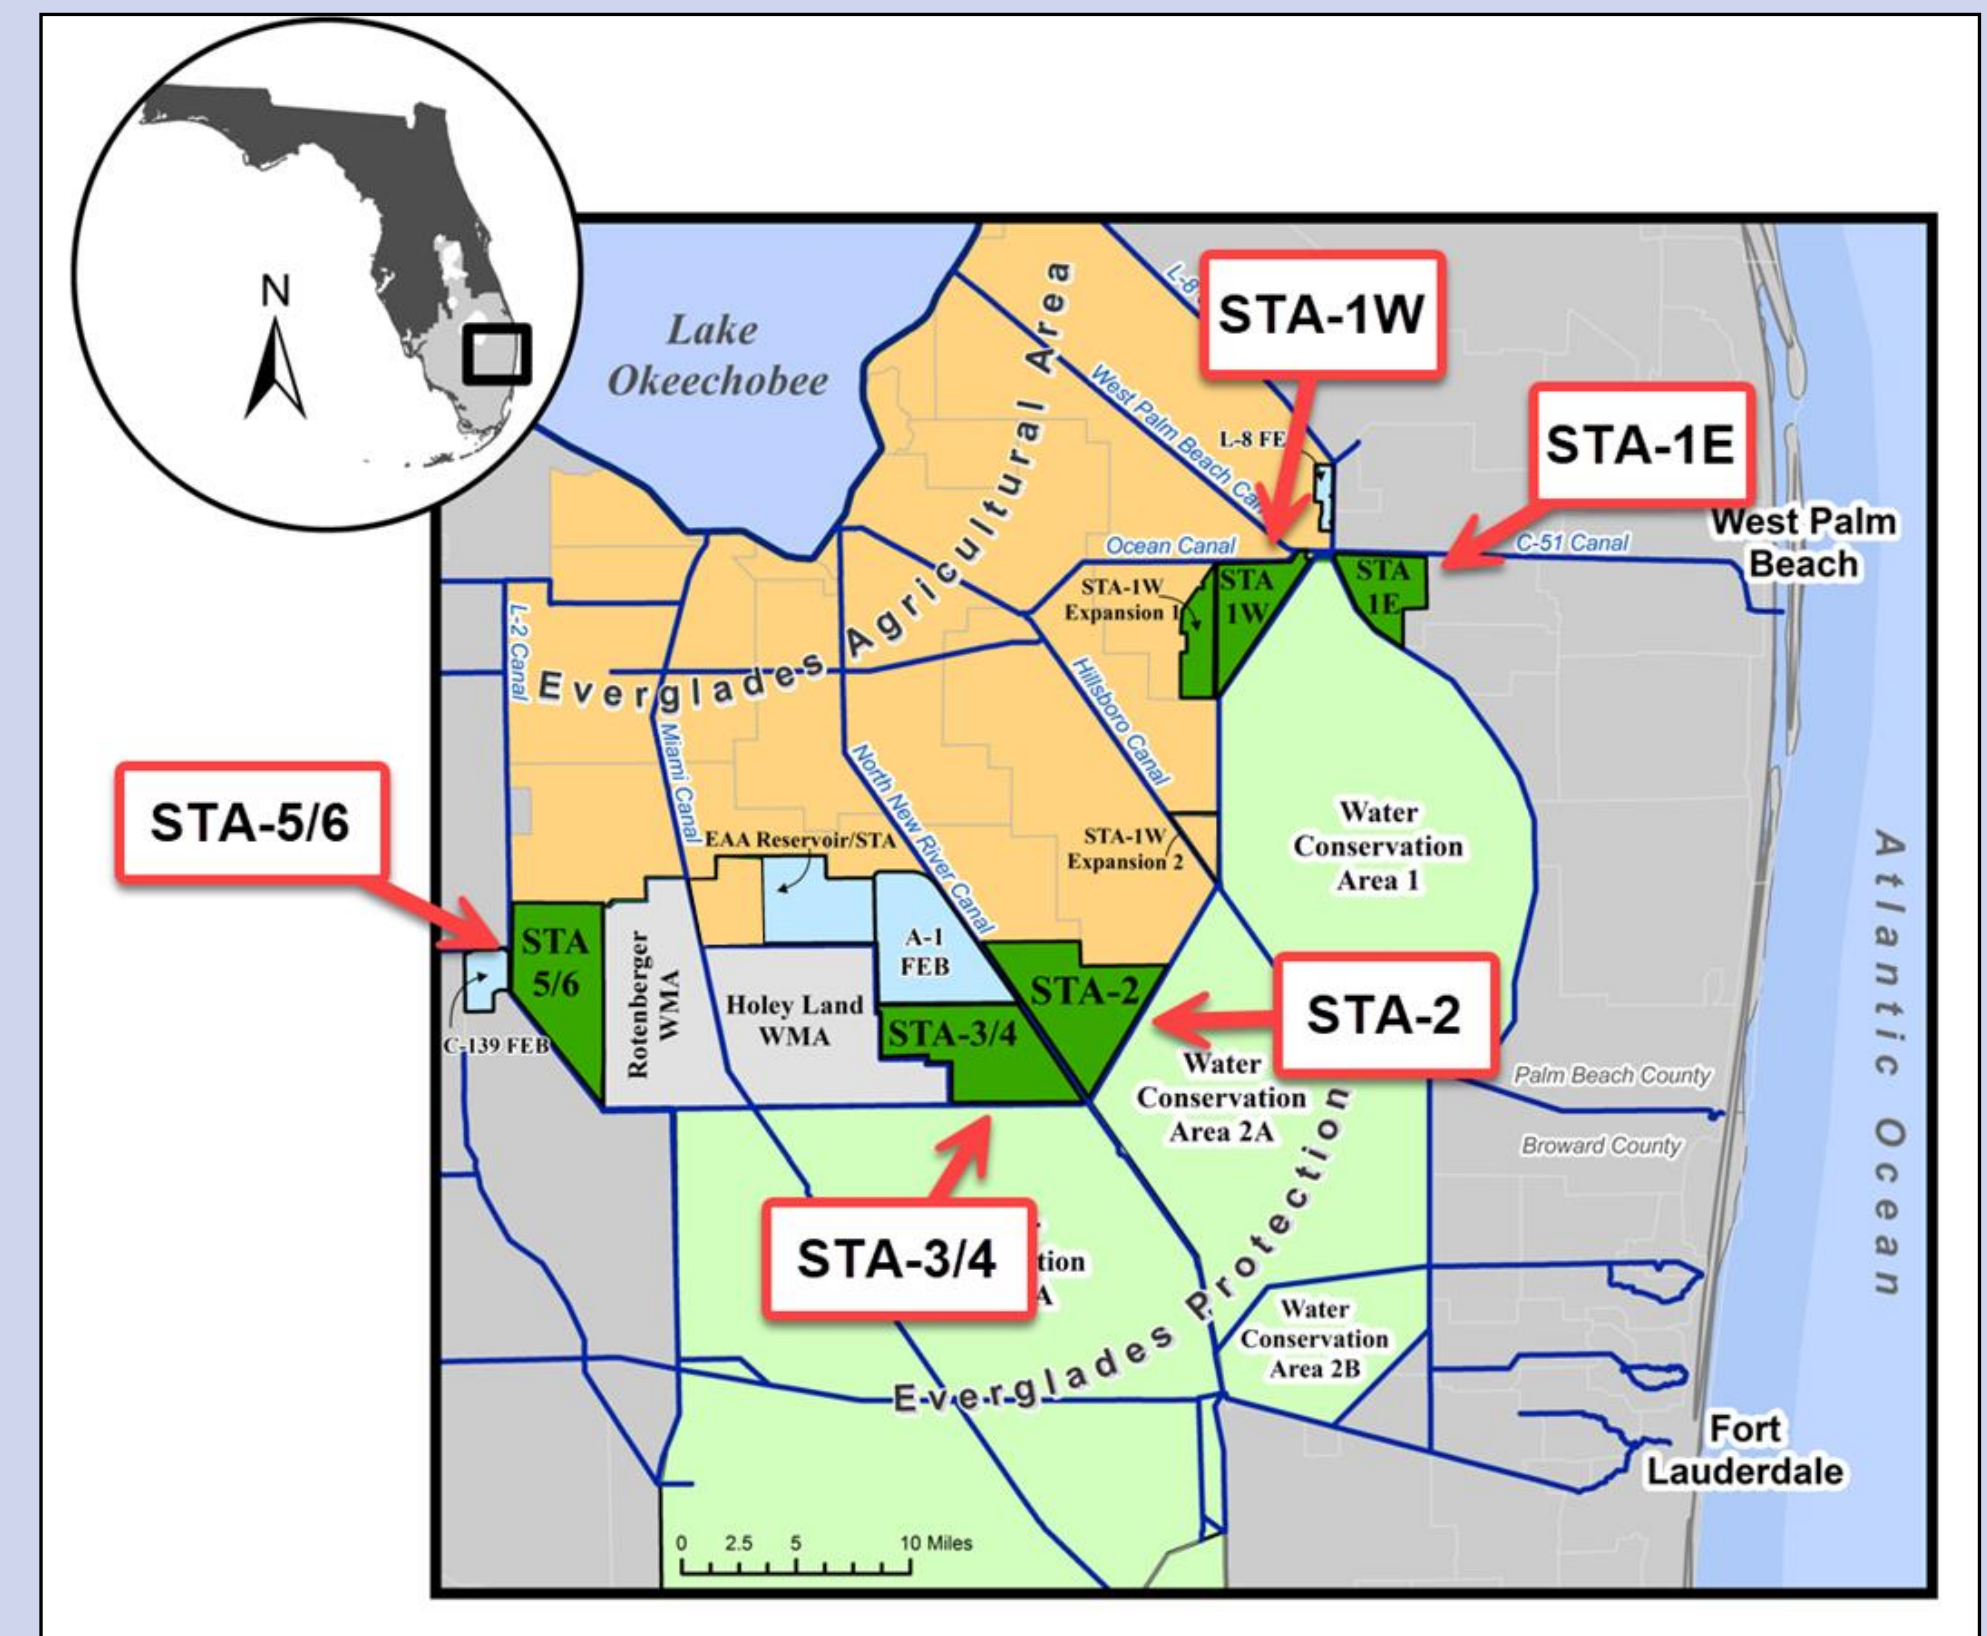 N
Lake
Okeechobee
Everglades Agricultural Area
L-8
STA-1W
STA-1E
West Palm Beach
L-8 FE
West Palm
Beach
Ocean Canal
C-51 Canal
STA-1W
Expansion 1
STA
1W
STA
1E
L-2 Canal
Miami Canal
Hillsboro Canal
North New River Canal
STA-5/6
EAA Reservoir/STA
STA-1W
Expansion 2
Water
Conservation
Area 1
STA
5/6
Rotenberger
WMA
A-1
FEB
Holey Land
WMA
STA-2
STA-3/4
STA-2
C-139 FEB
Water
Conservation
Area 2A
Palm Beach County
Broward County
Atlantic Ocean
STA-3/4
tion
A
Everglades Protection
Water
Conservation
Area 2B
Fort
Lauderdale
0 2.5 5 10 Miles